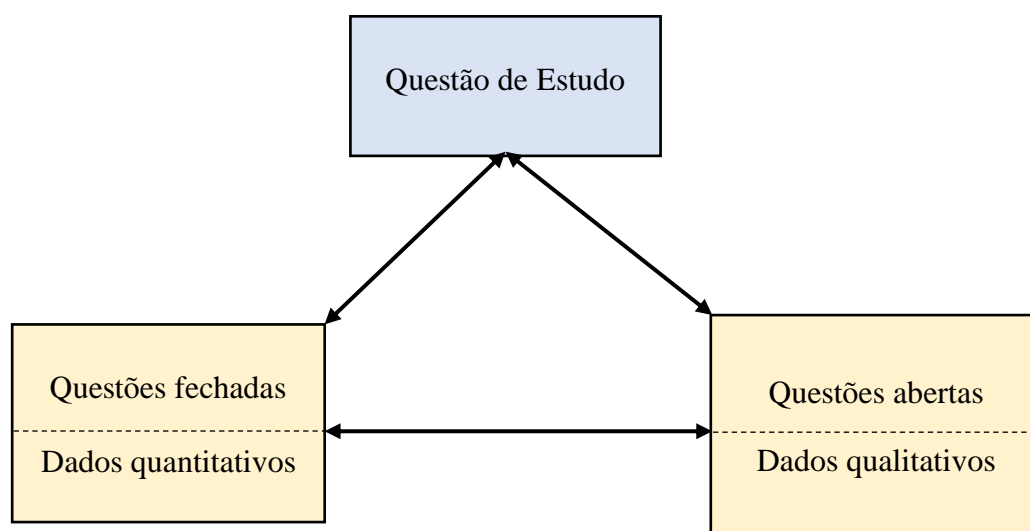 Questão de Estudo
Questões fechadas
Dados quantitativos
Questões abertas
Dados qualitativos